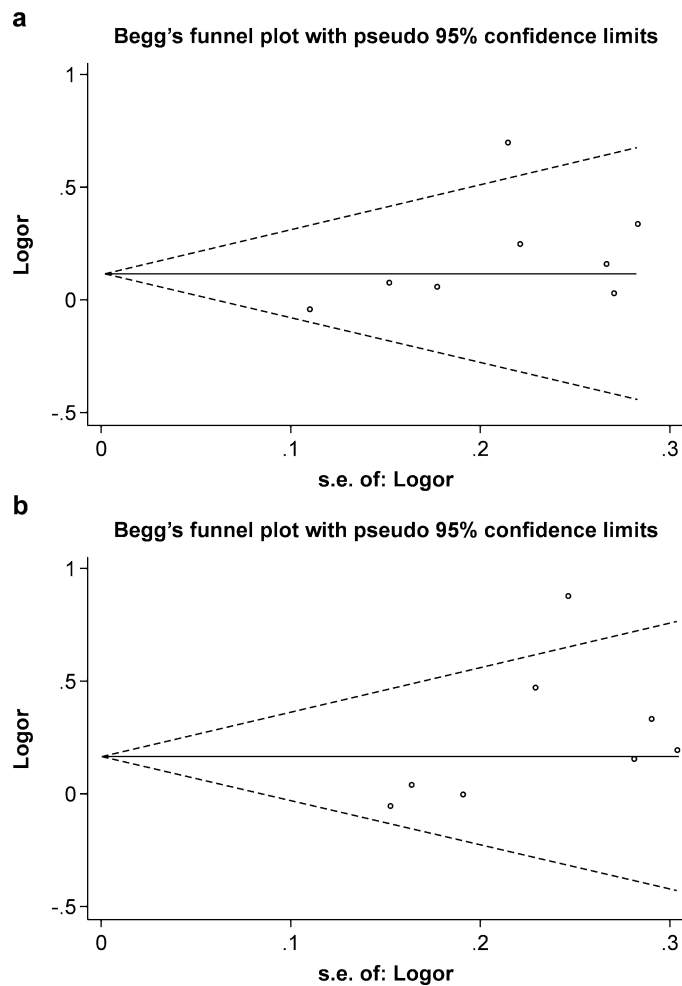 a
Begg’s funnel plot with pseudo 95% confidence limits
1
.5
0
-.5
Logor
0 .1 .2 .3
s.e. of: Logor
b
Begg’s funnel plot with pseudo 95% confidence limits
1
.5
0
-.5
Logor
0 .1 .2 .3
s.e. of: Logor